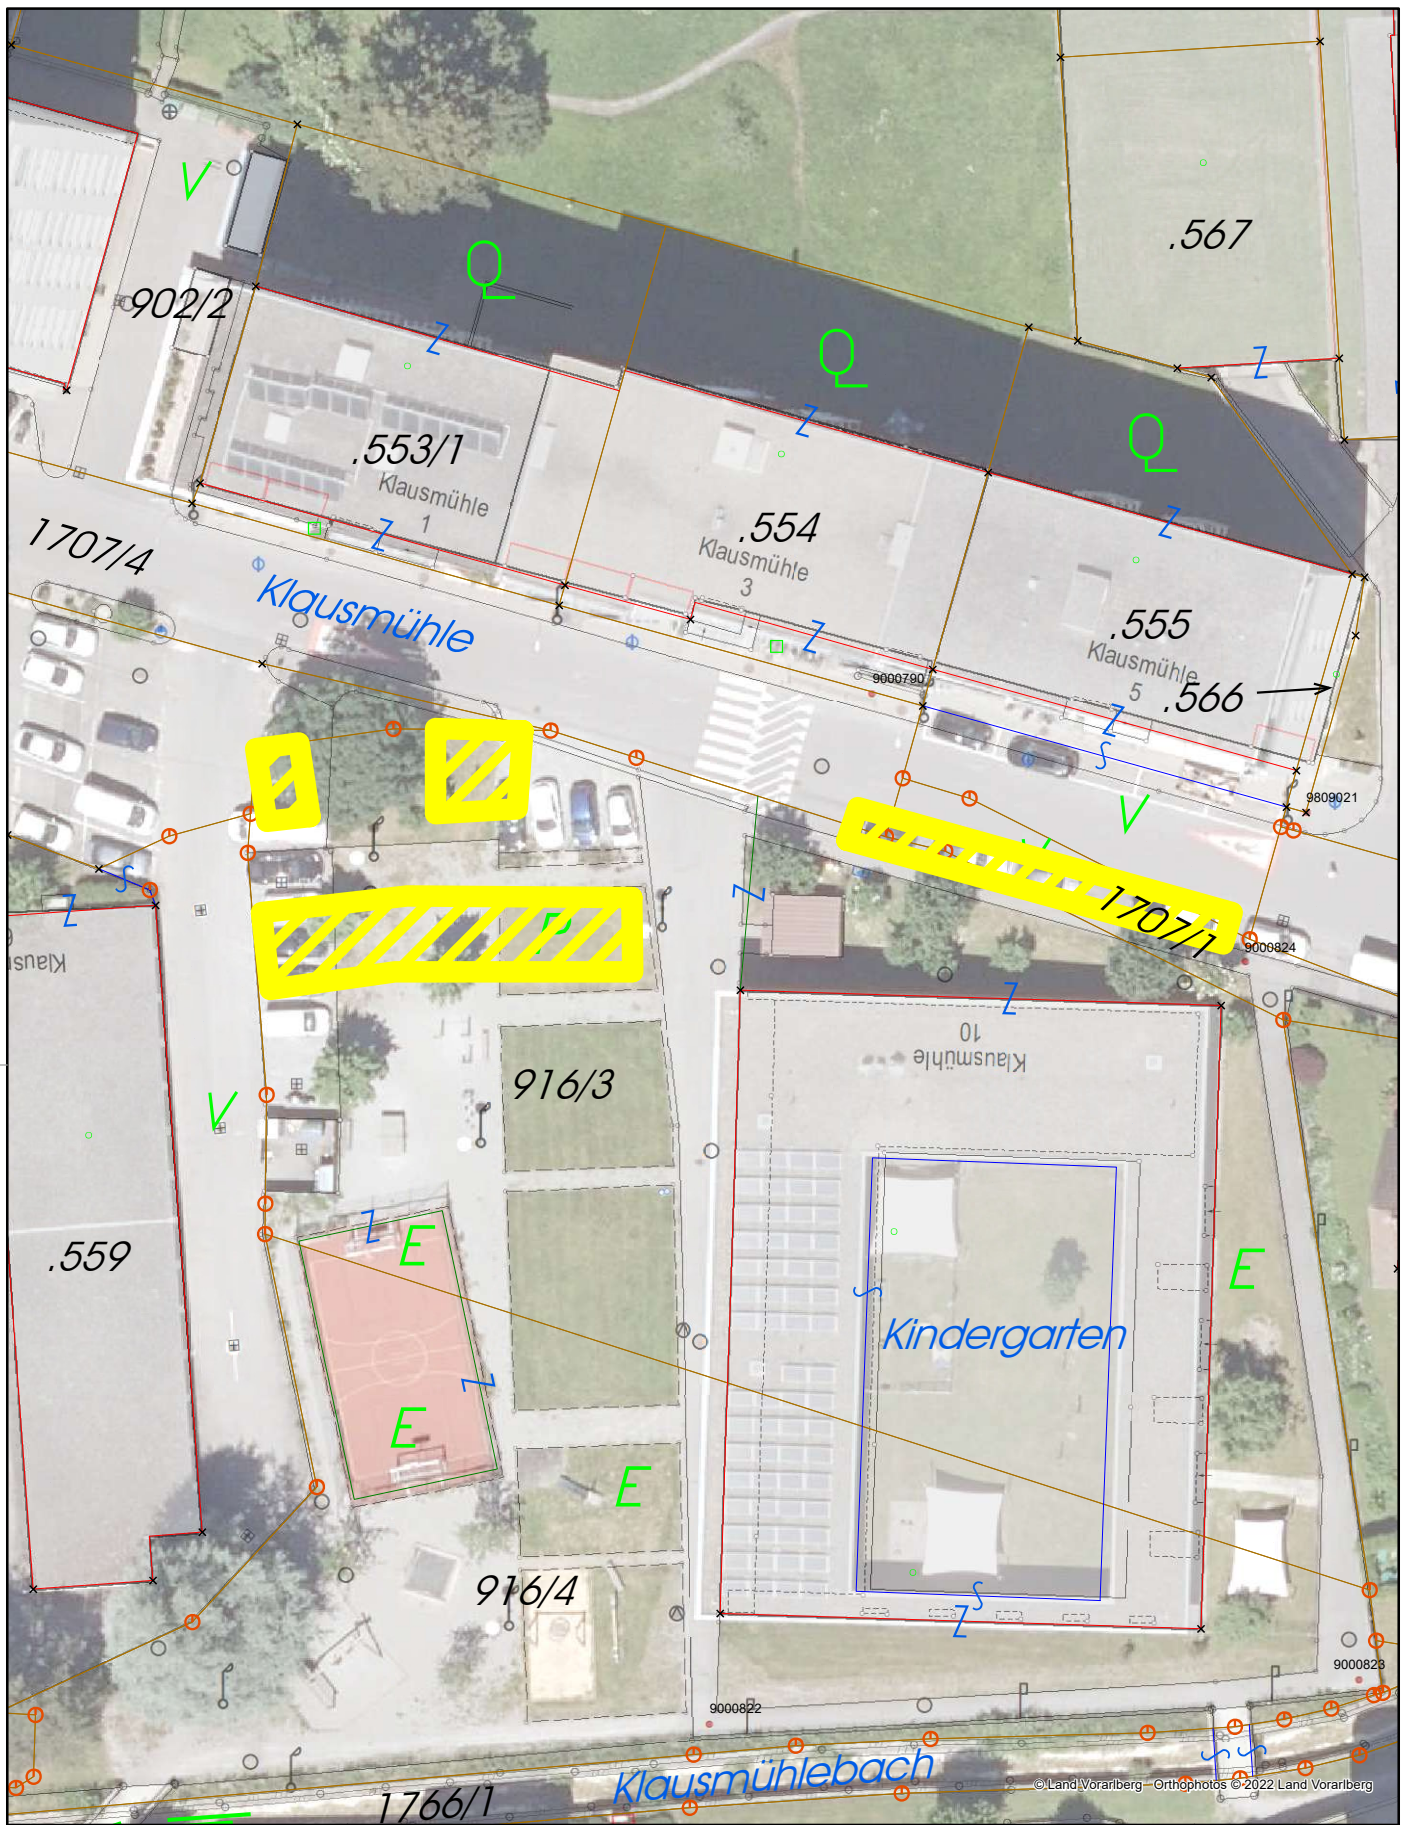 V
.567
902/2
Q
Z
Q
Z
Q
Z
.553/1
Klausmühle
1
Z
.554
Klausmühle
3
Z
Z
1707/4
Klausmühle
Z
.555
Klausmühle
5
.566
Z
S
9000790
9809021
V
S
Z
Z
P
1707/1
9000824
Z
Klausmühle
10
916/3
V
Z
E
.559
S
Kindergarten
E
Z
E
E
916/4
S
Z
9000823
9000822
Klausmühlebach
S
S
1766/1
© Land Vorarlberg - Orthophotos © 2022 Land Vorarlberg